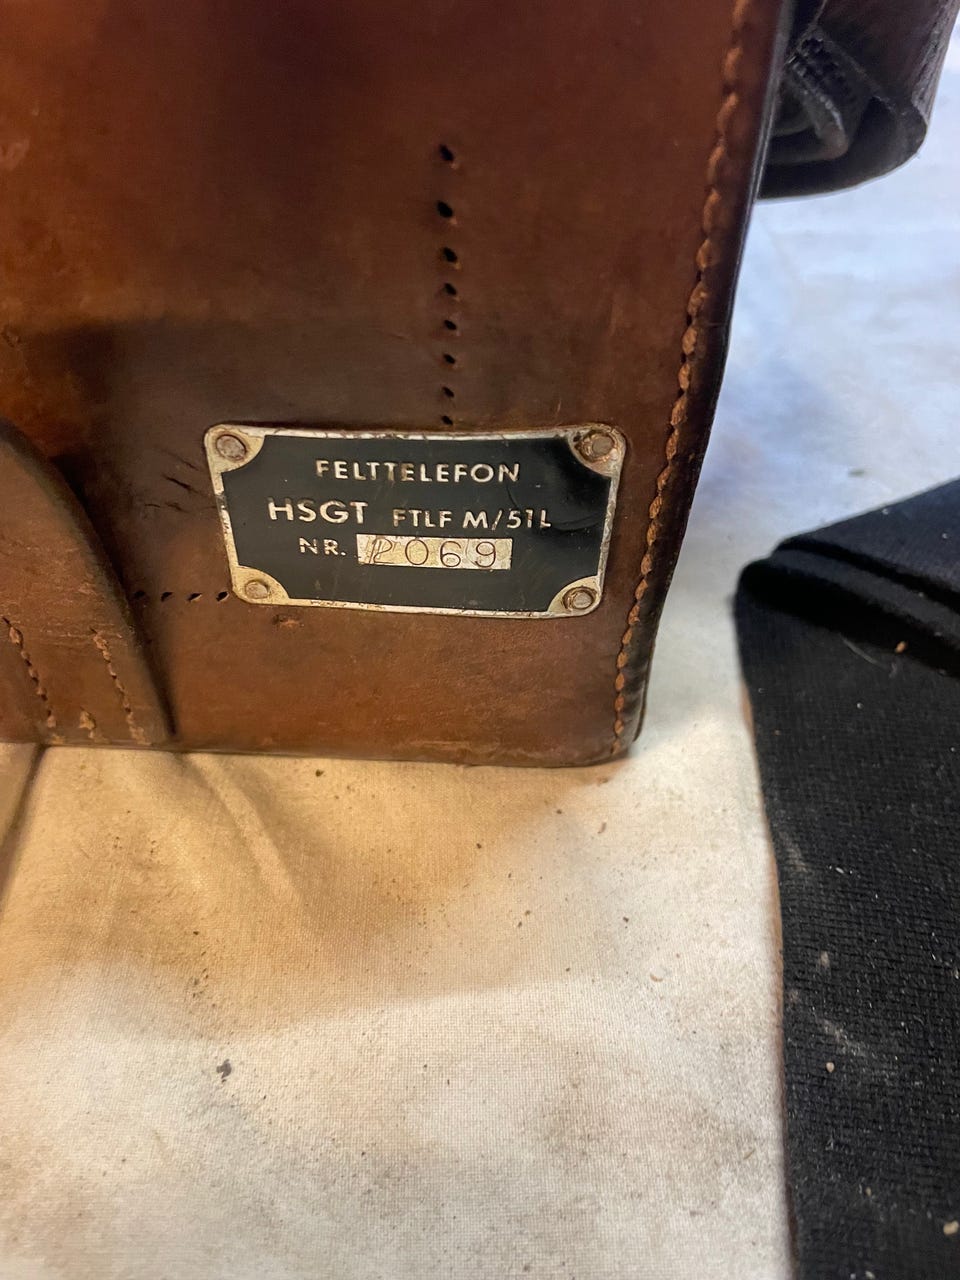 FELTTELEFON
HSGT FTLF M/51L
NR. 2069